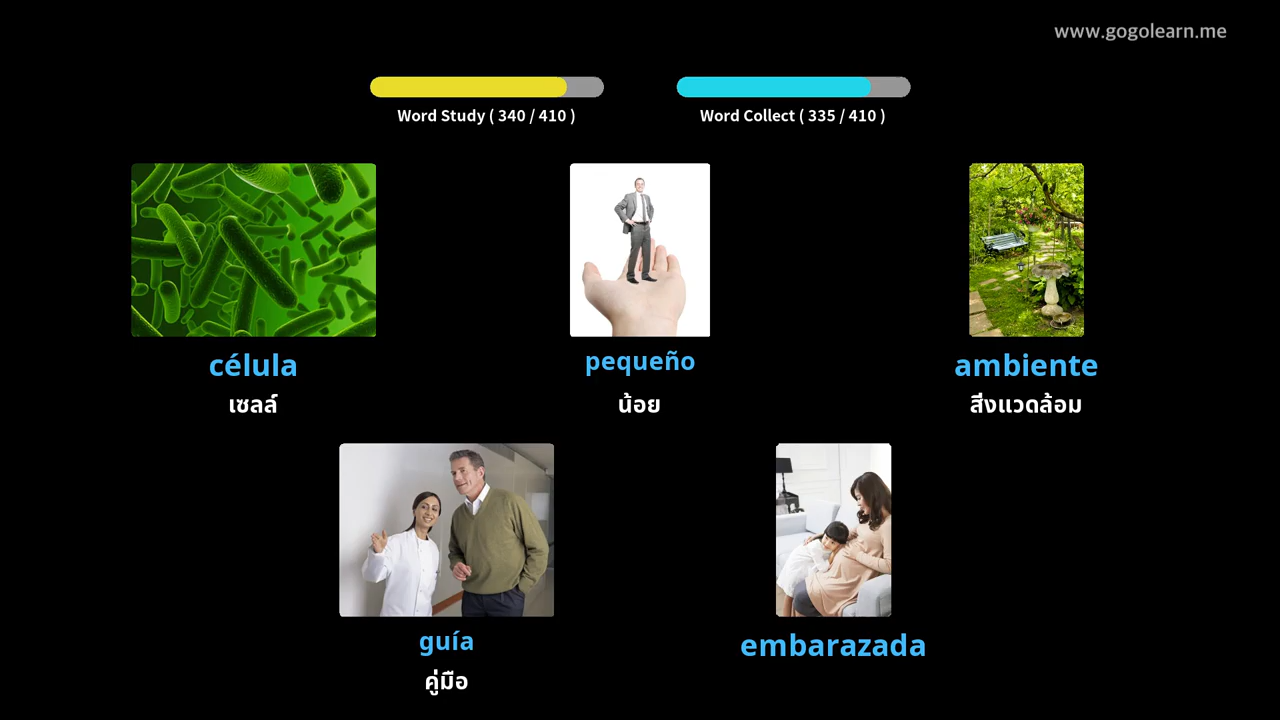 www.gogolearn.me
Word Study ( 340 / 410 )
Word Collect ( 335 / 410 )
célula
pequeño
ambiente
เซลล์
น้อย
สิ่งแวดล้อม
guía
embarazada
คู่มือ